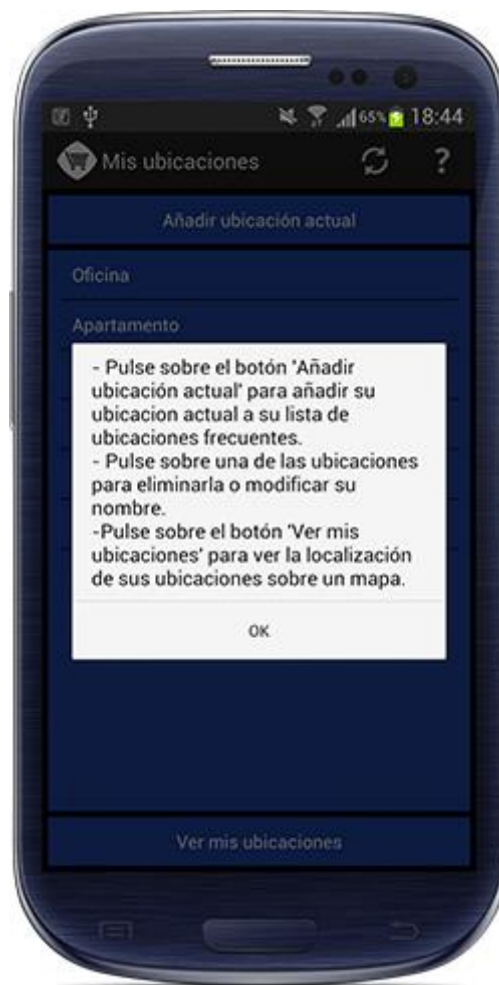 65% 18:44
Mis ubicaciones ?
Añadir ubicación actual
Oficina
Apartamento
- Pulse sobre el botón 'Añadir
ubicación actual' para añadir su
ubicacion actual a su lista de
ubicaciones frecuentes.
- Pulse sobre una de las ubicaciones
para eliminarla o modificar su
nombre.
-Pulse sobre el botón 'Ver mis
ubicaciones' para ver la localización
de sus ubicaciones sobre un mapa.
OK
Ver mis ubicaciones